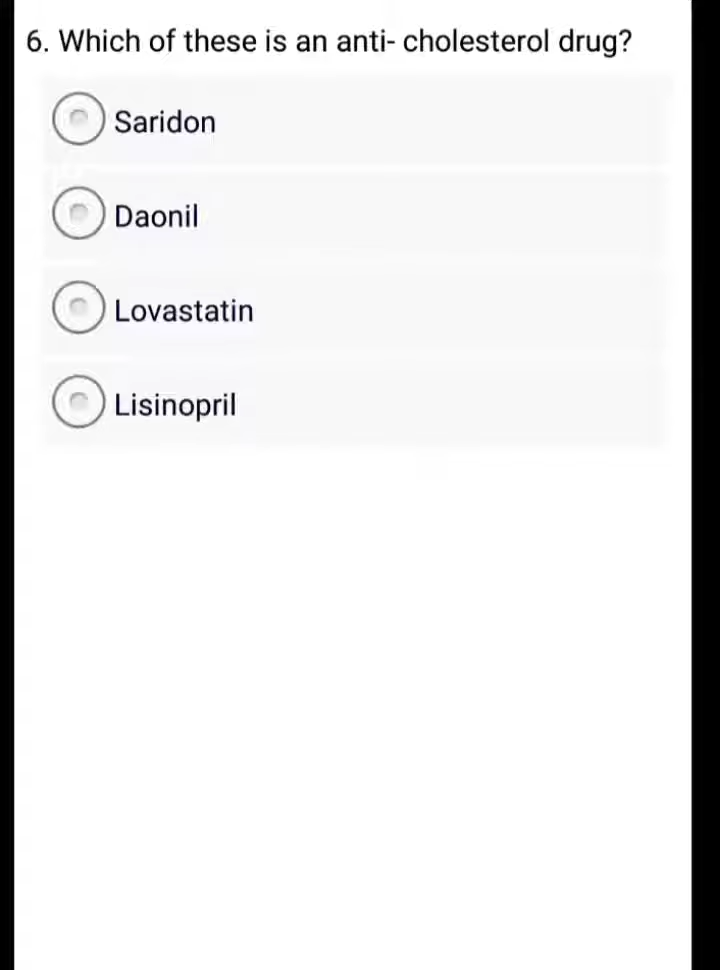 6. Which of these is an anti- cholesterol drug?
Saridon
Daonil
Lovastatin
Lisinopril